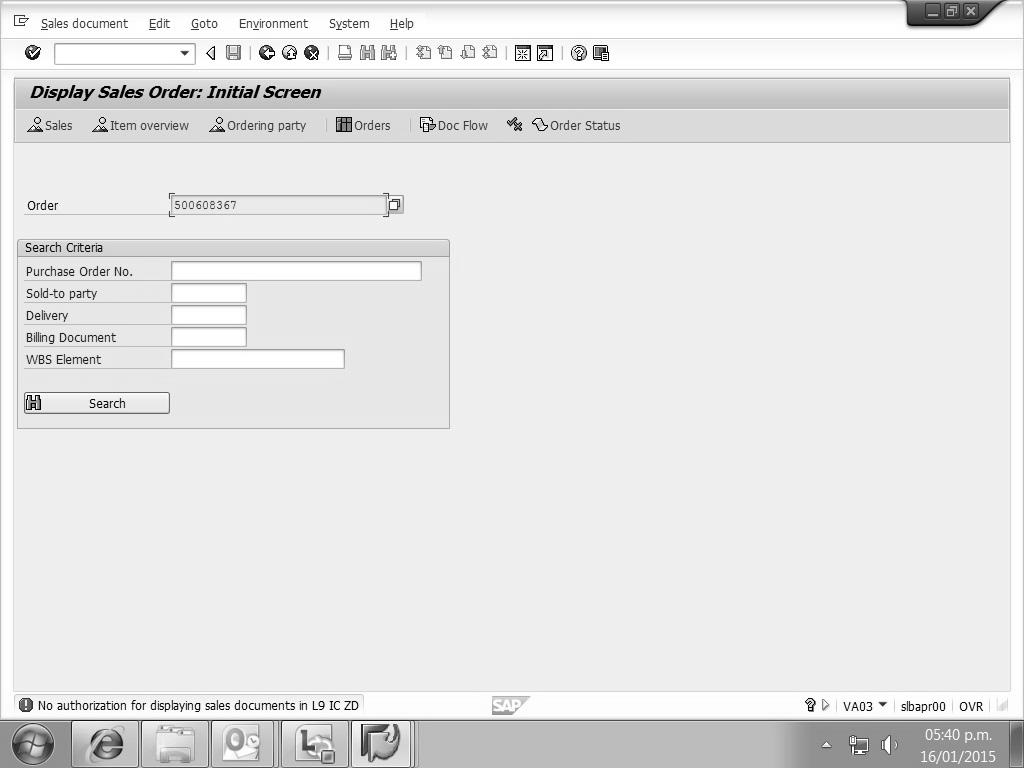 Sales document Edit Goto Environment System Help
Display Sales Order: Initial Screen
Sales Item overview Ordering party Orders Doc Flow Order Status
Order 500608367
Search Criteria
Purchase Order No.
Sold-to party
Delivery
Billing Document
WBS Element
Search
No authorization for displaying sales documents in L9 IC ZD SAP VA03 slbapr00 OVR
05:40 p.m.
16/01/2015